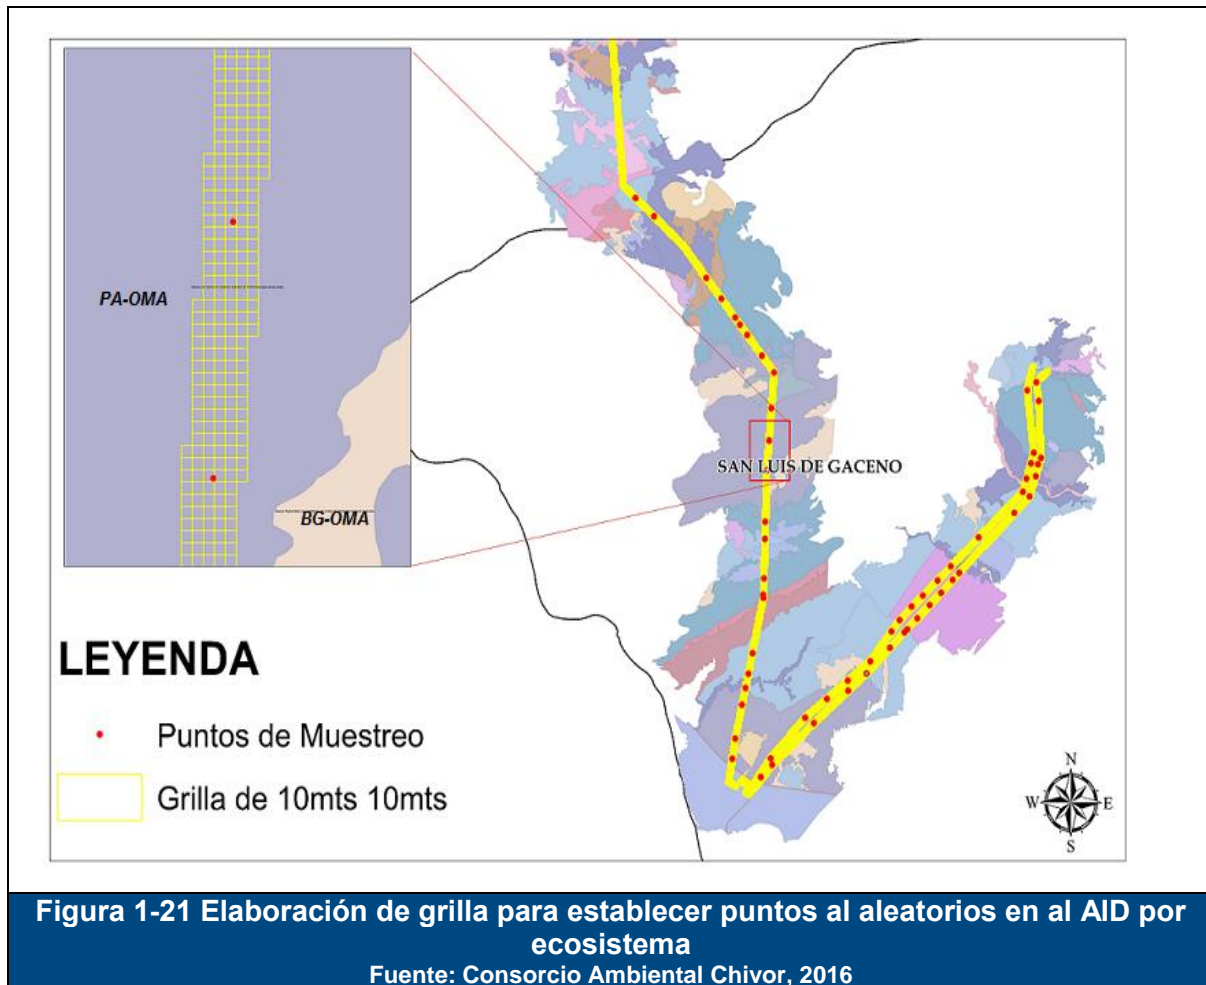 PA-OMA
BG-OMA
SAN LUIS DE GACENO
LEYENDA
Puntos de Muestreo
Grilla de 10mts 10mts
N
W E
S
Figura 1-21 Elaboración de grilla para establecer puntos al aleatorios en al AID por
ecosistema
Fuente: Consorcio Ambiental Chivor, 2016